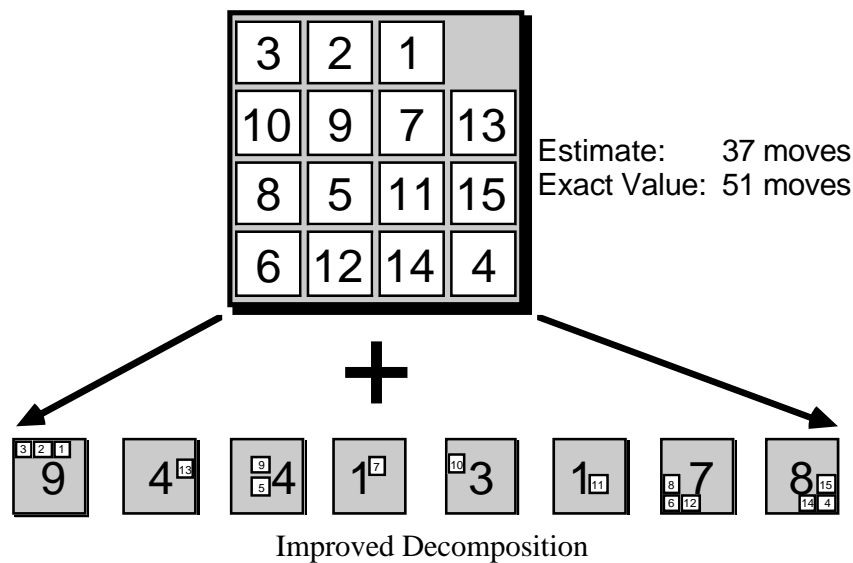 3 2 1
10 9 7 13
Estimate: 37 moves
Exact Value: 51 moves
8 5 11 15
6 12 14 4
+
3 2 1 9
4 13
9 5 4
1 7
10 3
1 11
8 6 12 7
8 15 14 4
Improved Decomposition